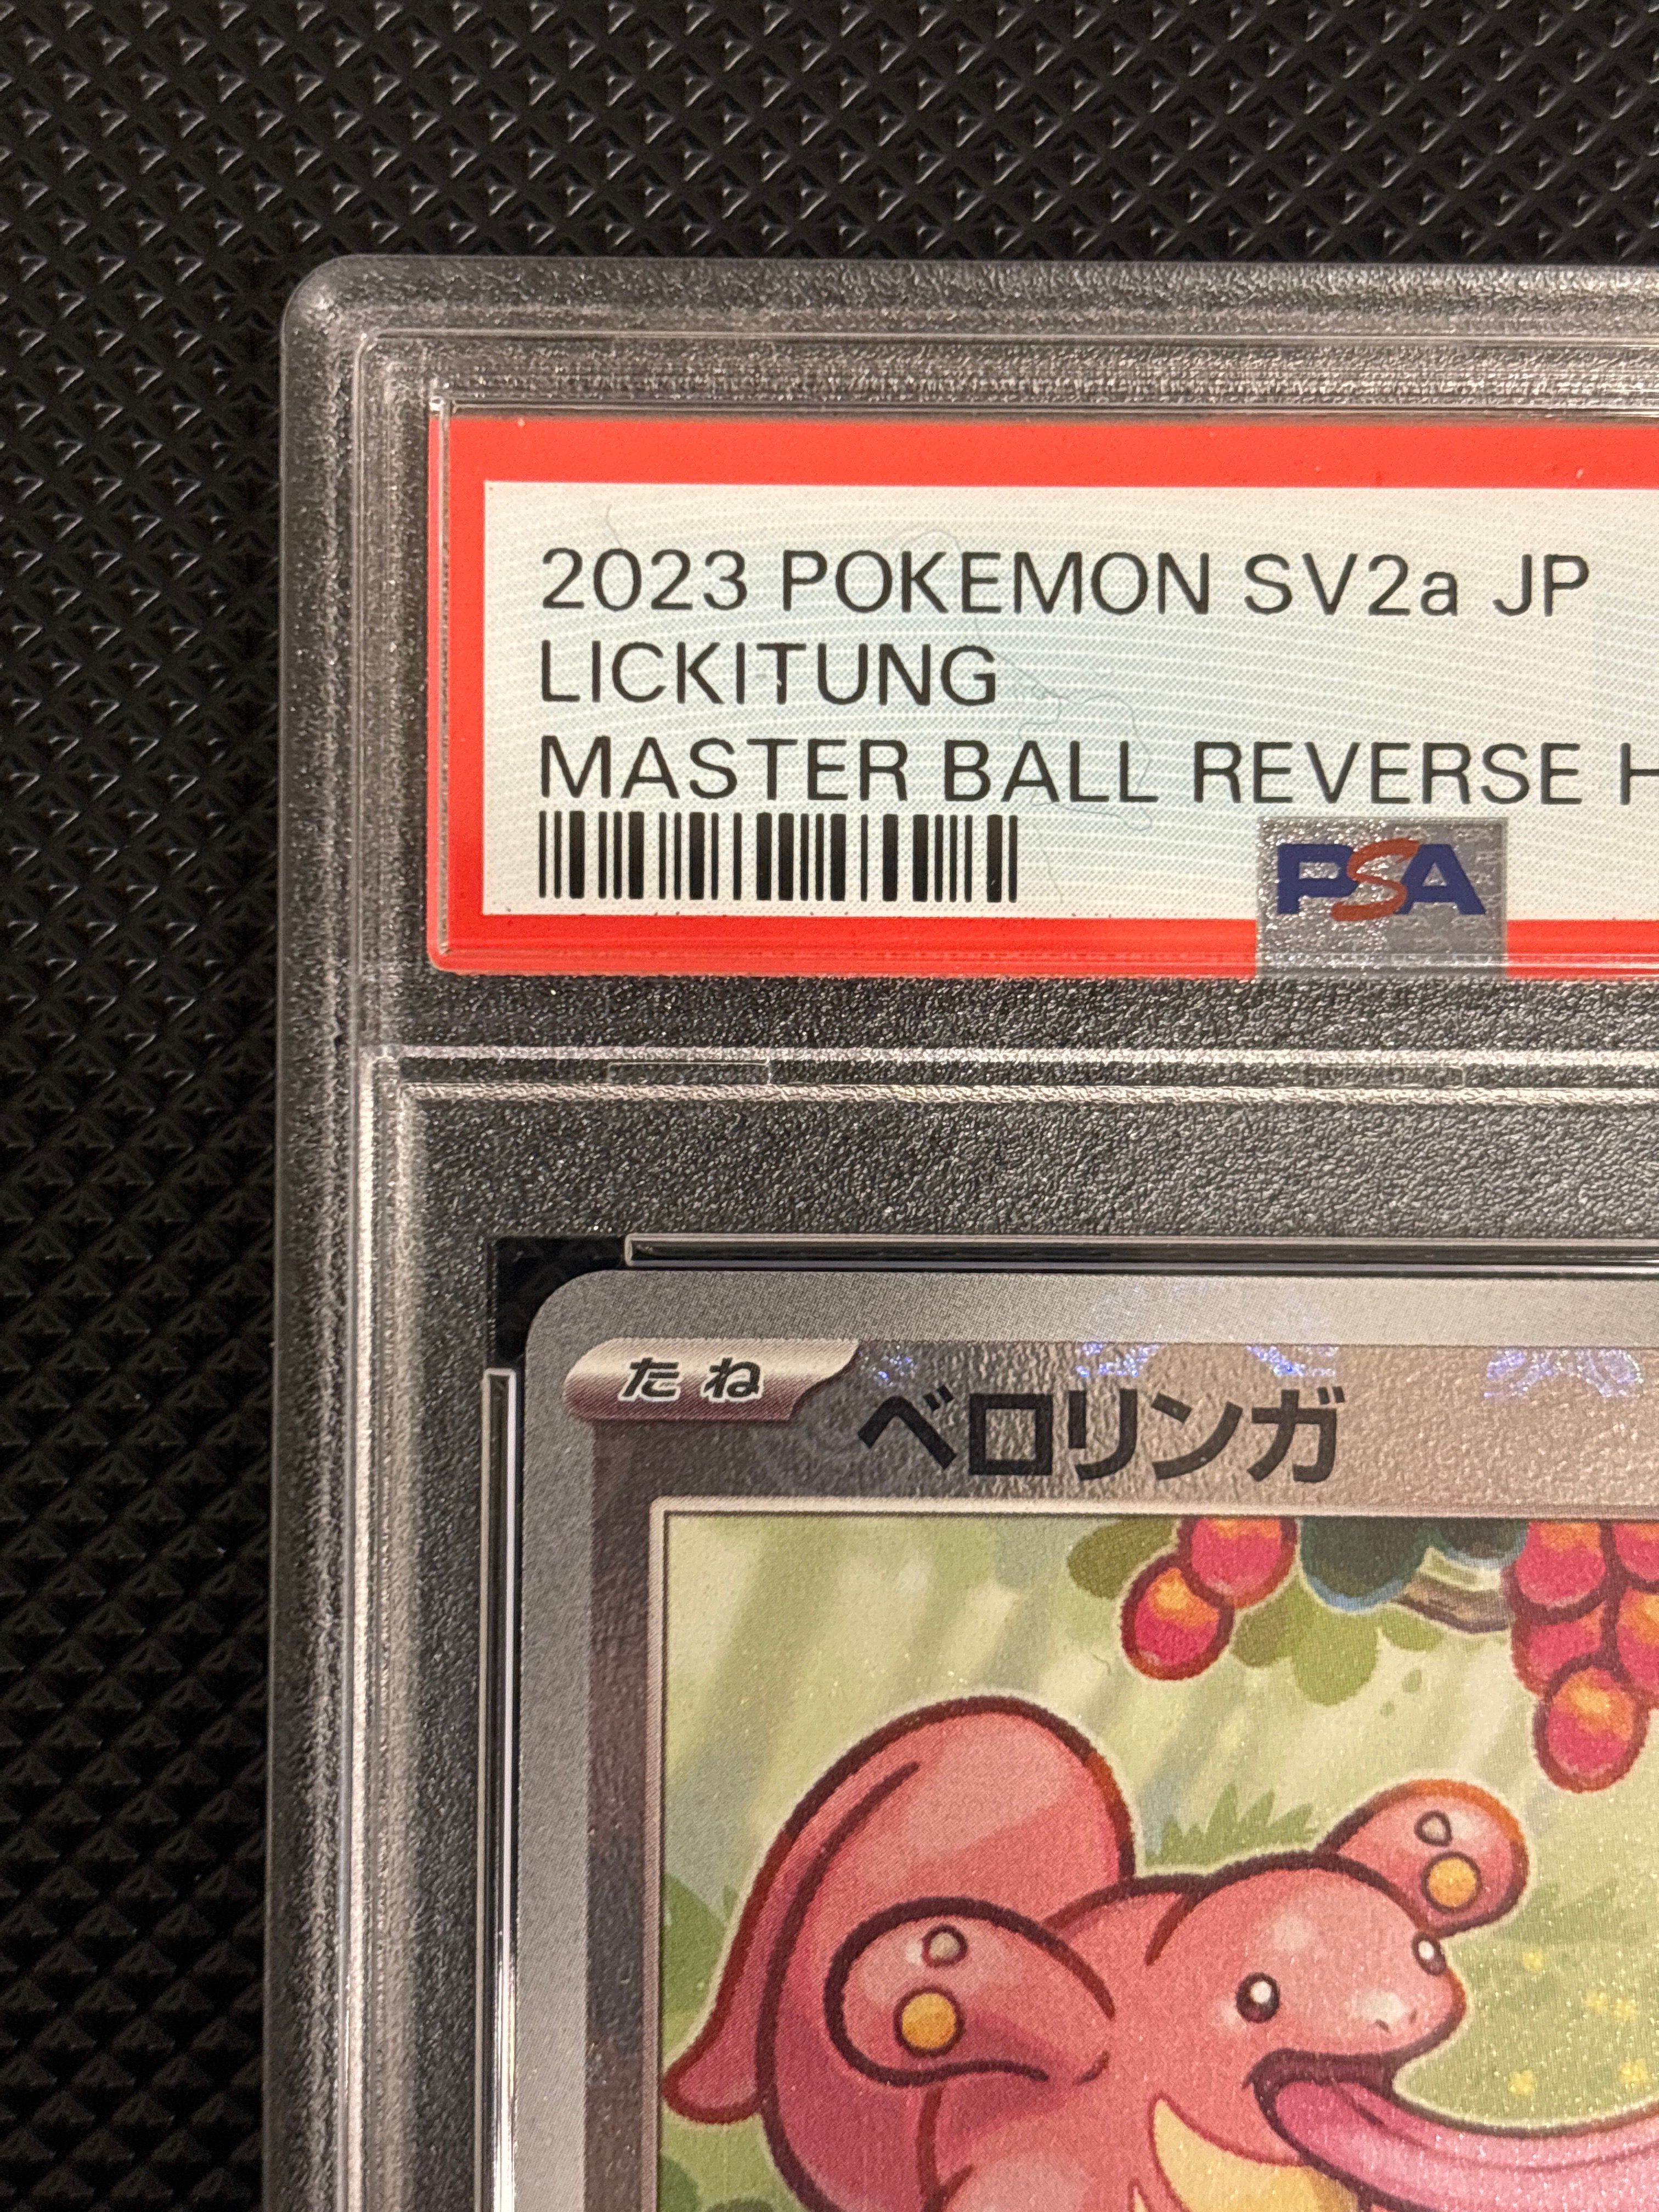 2023 POKEMON SV2a JP
LICKITUNG
MASTER BALL REVERSE H
PSA
たね
ベロリンガ